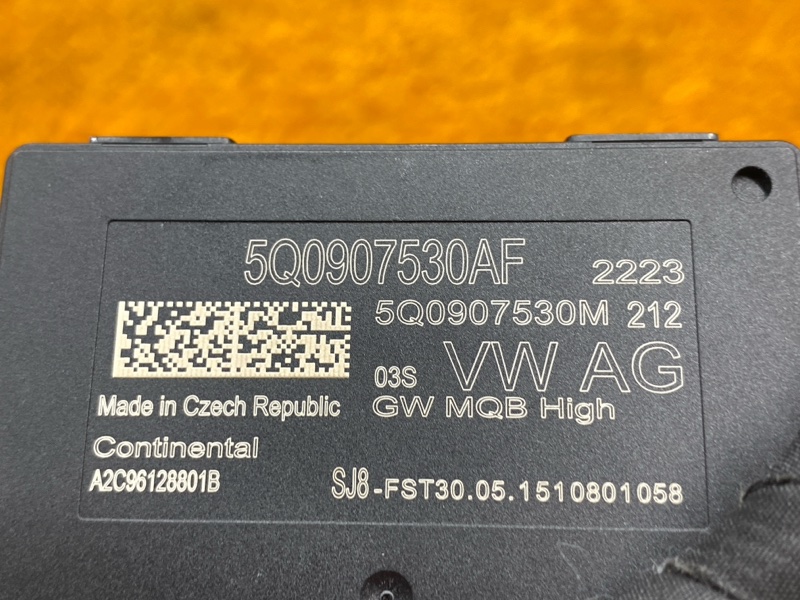 5Q0907530AF 2223
5Q0907530M 212
03S VW AG
Made in Czech Republic GW MQB High
Continental
A2C96128801B SJ8-FST30.05.1510801058